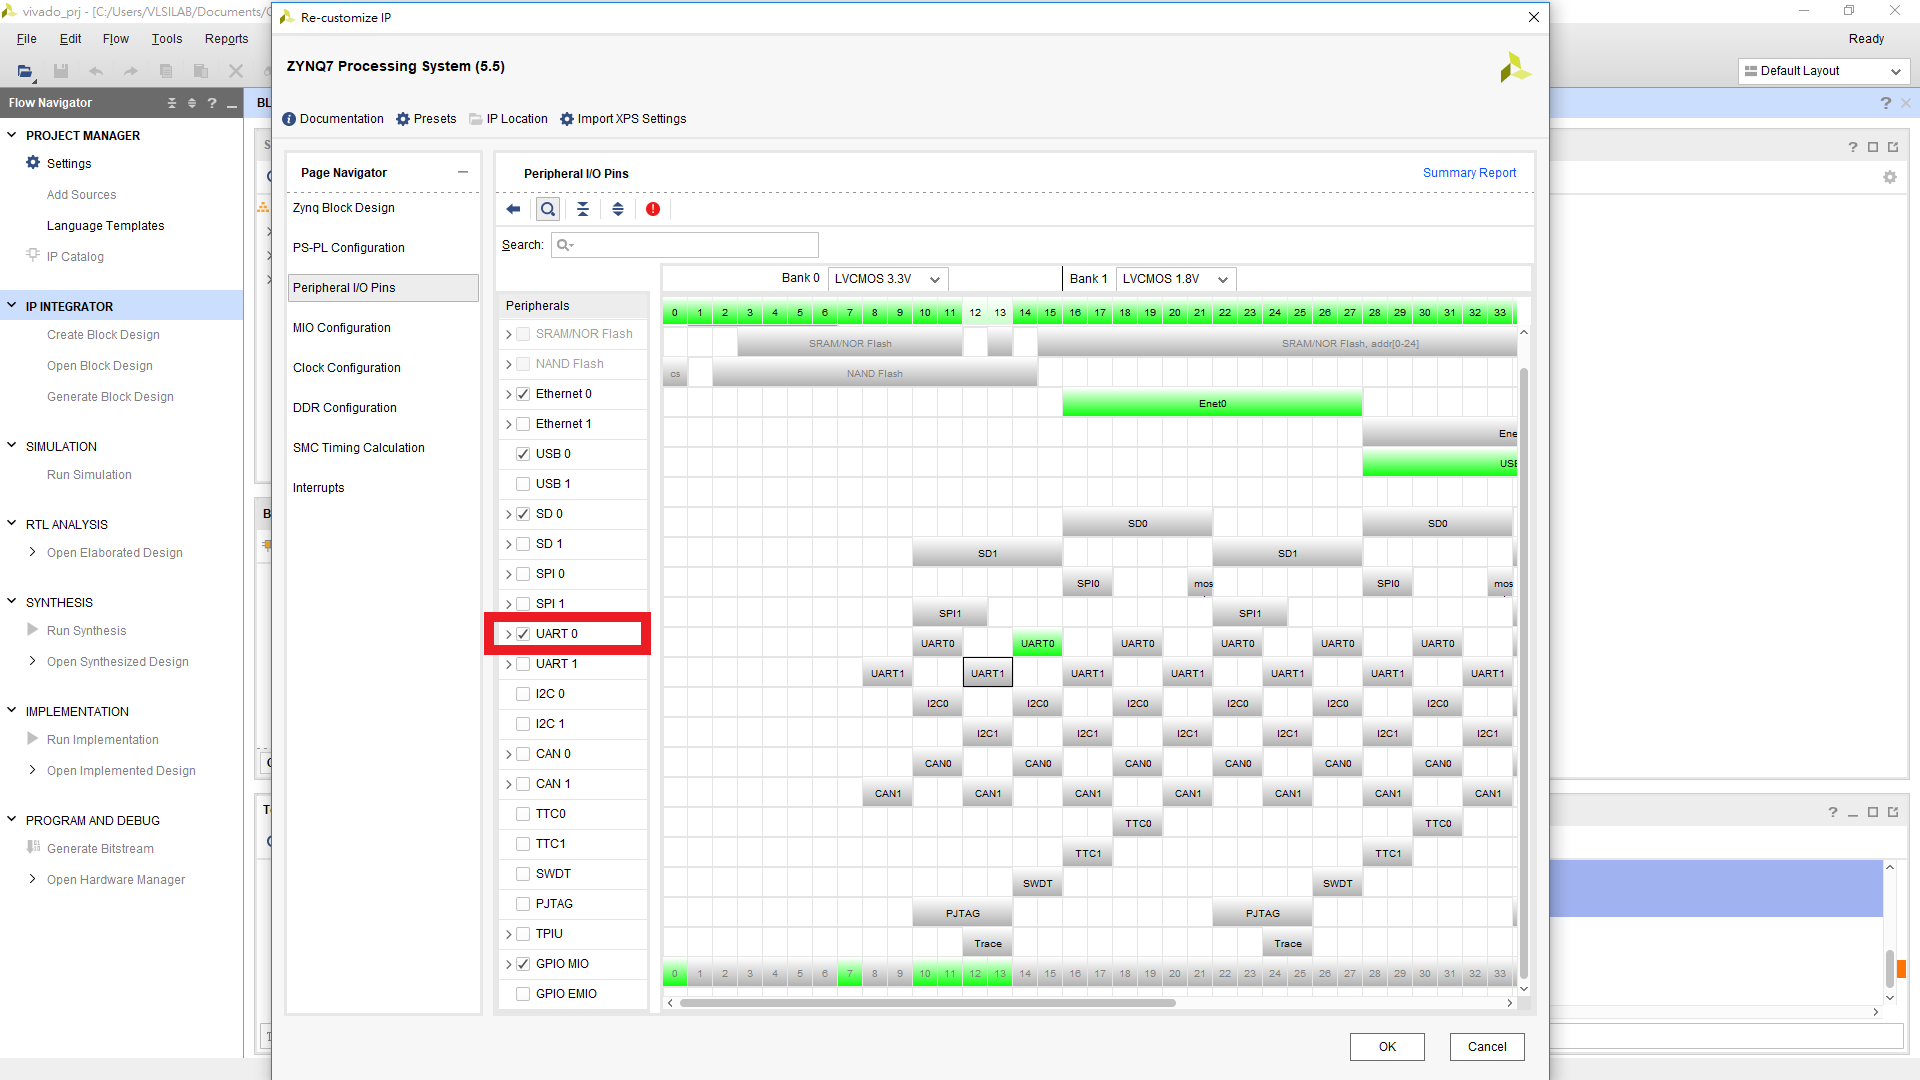 vivado_prj - [C:/Users/VLSILAB/Documents/
Re-customize IP
File Edit Flow Tools Reports
Ready
ZYNQ7 Processing System (5.5)
Default Layout
Flow Navigator
Documentation Presets IP Location Import XPS Settings
PROJECT MANAGER
Settings
Add Sources
Language Templates
IP Catalog
IP INTEGRATOR
Create Block Design
Open Block Design
Generate Block Design
SIMULATION
Run Simulation
RTL ANALYSIS
Open Elaborated Design
SYNTHESIS
Run Synthesis
Open Synthesized Design
IMPLEMENTATION
Run Implementation
Open Implemented Design
PROGRAM AND DEBUG
Generate Bitstream
Open Hardware Manager
Page Navigator
Zynq Block Design
PS-PL Configuration
Peripheral I/O Pins
MIO Configuration
Clock Configuration
DDR Configuration
SMC Timing Calculation
Interrupts
Peripheral I/O Pins
Summary Report
Search:
Bank 0 LVCMOS 3.3V Bank 1 LVCMOS 1.8V
Peripherals 0 1 2 3 4 5 6 7 8 9 10 11 12 13 14 15 16 17 18 19 20 21 22 23 24 25 26 27 28 29 30 31 32 33
SRAM/NOR Flash SRAM/NOR Flash SRAM/NOR Flash, addr[0-24]
NAND Flash cs NAND Flash
Ethernet 0 Enet0
Ethernet 1 Ene
USB 0 USB
USB 1
SD 0 SD0 SD0
SD 1 SD1 SD1
SPI 0 SPI0 mos SPI0 mos
SPI 1 SPI1 SPI1
UART 0 UART0 UART0 UART0 UART0 UART0 UART0
UART 1 UART1 UART1 UART1 UART1 UART1 UART1 UART1
I2C 0 I2C0 I2C0 I2C0 I2C0 I2C0 I2C0
I2C 1 I2C1 I2C1 I2C1 I2C1 I2C1 I2C1
CAN 0 CAN0 CAN0 CAN0 CAN0 CAN0 CAN0
CAN 1 CAN1 CAN1 CAN1 CAN1 CAN1 CAN1 CAN1
TTC0 TTC0 TTC0
TTC1 TTC1 TTC1
SWDT SWDT SWDT
PJTAG PJTAG PJTAG
TPIU Trace Trace
GPIO MIO 0 1 2 3 4 5 6 7 8 9 10 11 12 13 14 15 16 17 18 19 20 21 22 23 24 25 26 27 28 29 30 31 32 33
GPIO EMIO
OK Cancel